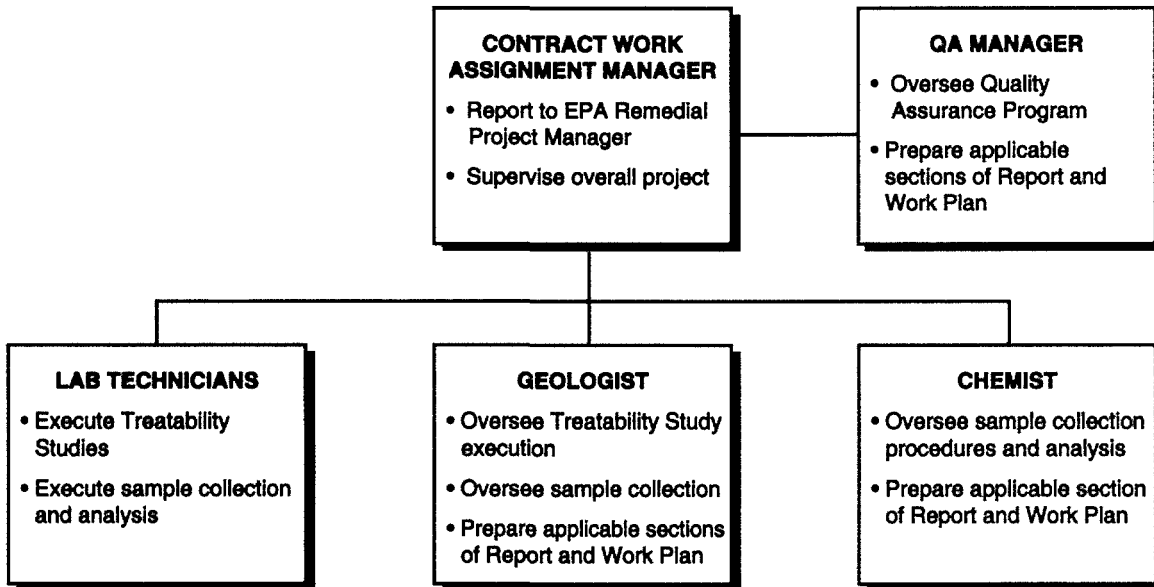 CONTRACT WORK
ASSIGNMENT MANAGER
• Report to EPA Remedial
Project Manager
• Supervise overall project
QA MANAGER
• Oversee Quality
Assurance Program
• Prepare applicable
sections of Report and
Work Plan
LAB TECHNICIANS
• Execute Treatability
Studies
• Execute sample collection
and analysis
GEOLOGIST
• Oversee Treatability Study
execution
• Oversee sample collection
• Prepare applicable sections
of Report and Work Plan
CHEMIST
• Oversee sample collection
procedures and analysis
• Prepare applicable section
of Report and Work Plan